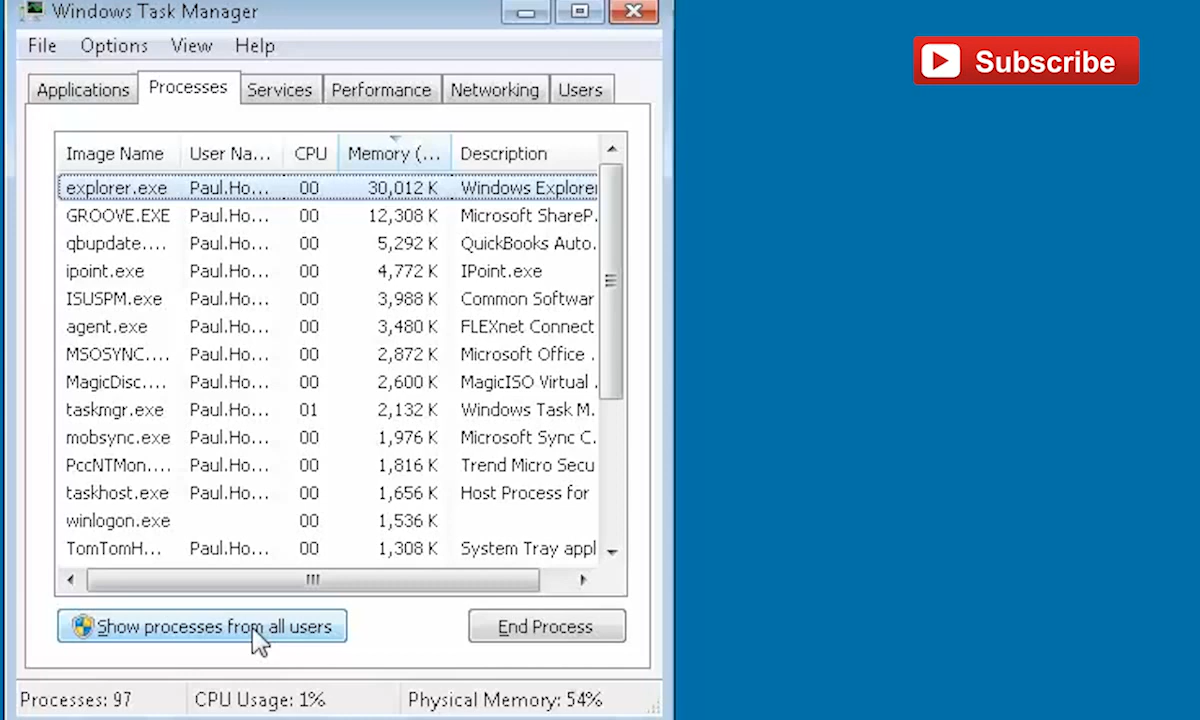 Windows Task Manager
File Options View Help
Subscribe
Applications Processes Services Performance Networking Users
Image Name User Na... CPU Memory (... Description
explorer.exe Paul.Ho... 00 30,012 K Windows Explorer
GROOVE.EXE Paul.Ho... 00 12,308 K Microsoft ShareP.
qbupdate.... Paul.Ho... 00 5,292 K QuickBooks Auto.
ipoint.exe Paul.Ho... 00 4,772 K IPoint.exe
ISUSPM.exe Paul.Ho... 00 3,988 K Common Softwar
agent.exe Paul.Ho... 00 3,480 K FLEXnet Connect
MSOSYNC.... Paul.Ho... 00 2,872 K Microsoft Office .
MagicDisc.... Paul.Ho... 00 2,600 K MagicISO Virtual .
taskmgr.exe Paul.Ho... 01 2,132 K Windows Task M.
mobsync.exe Paul.Ho... 00 1,976 K Microsoft Sync C.
PccNTMon.... Paul.Ho... 00 1,816 K Trend Micro Secu
taskhost.exe Paul.Ho... 00 1,656 K Host Process for
winlogon.exe 00 1,536 K
TomTomH... Paul.Ho... 00 1,308 K System Tray appl
Show processes from all users End Process
Processes: 97 CPU Usage: 1% Physical Memory: 54%